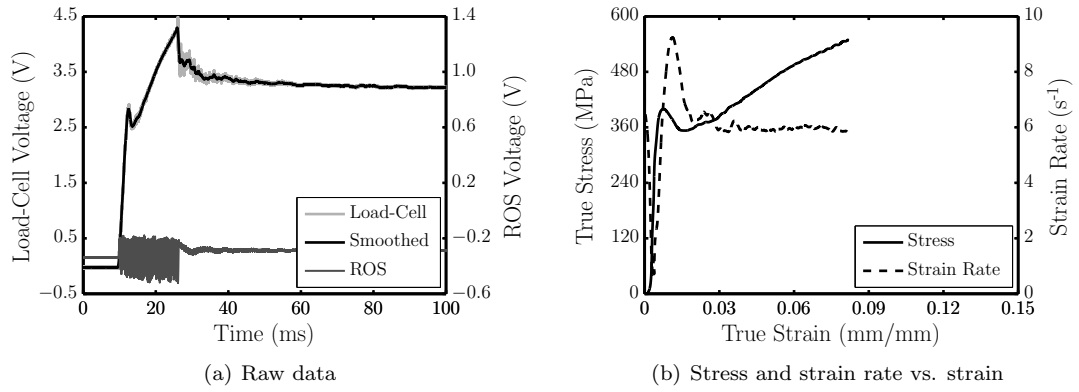 4.5
3.5
2.5
1.5
0.5
−0.5
Load-Cell Voltage (V)
1.4
1.0
0.6
0.2
−0.2
−0.6
ROS Voltage (V)
0
20
40
60
80
100
Time (ms)
Load-Cell
Smoothed
ROS
(a) Raw data
600
480
360
240
120
0
True Stress (MPa)
10
8
6
4
2
0
Strain Rate (s⁻¹)
0
0.03
0.06
0.09
0.12
0.15
True Strain (mm/mm)
Stress
Strain Rate
(b) Stress and strain rate vs. strain